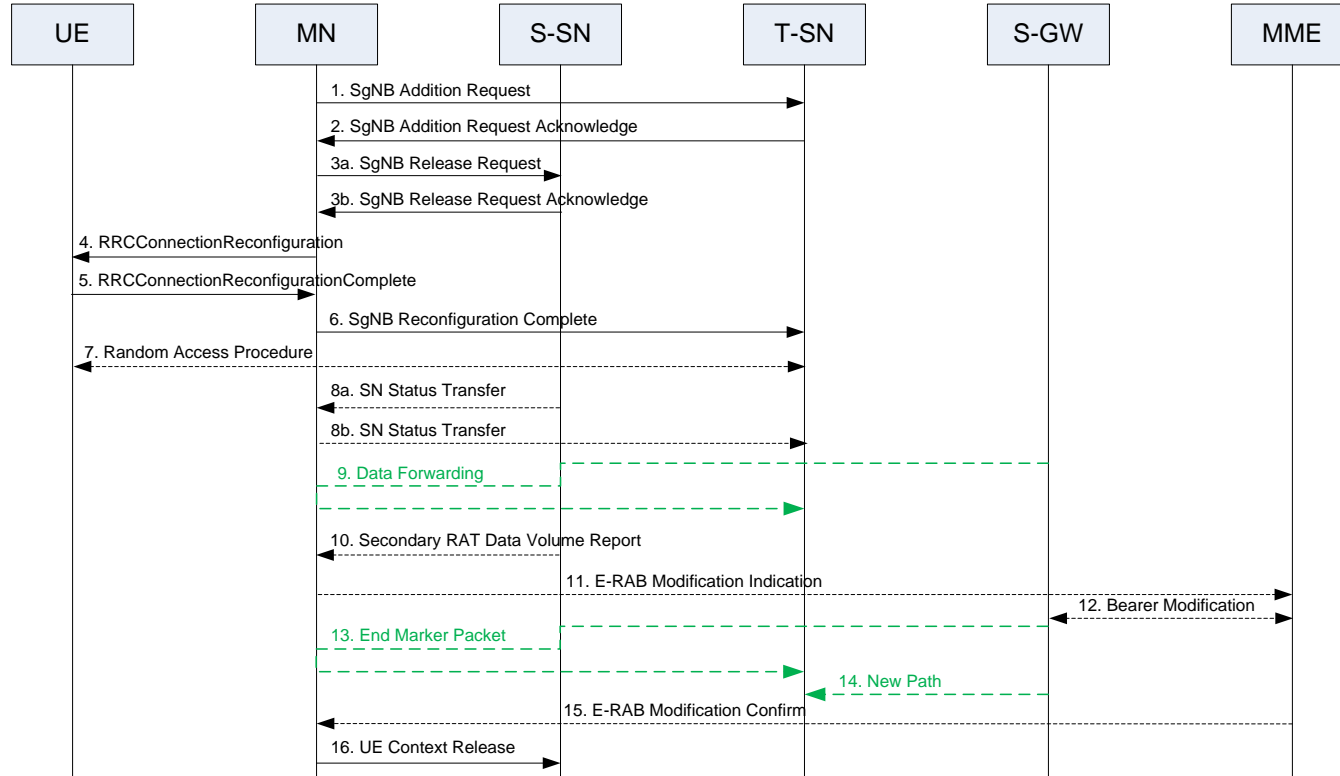 UE MN S-SN T-SN S-GW MME
1. SgNB Addition Request
2. SgNB Addition Request Acknowledge
3a. SgNB Release Request
3b. SgNB Release Request Acknowledge
4. RRCConnectionReconfiguration
5. RRCConnectionReconfigurationComplete
6. SgNB Reconfiguration Complete
7. Random Access Procedure
8a. SN Status Transfer
8b. SN Status Transfer
9. Data Forwarding
10. Secondary RAT Data Volume Report
11. E-RAB Modification Indication
12. Bearer Modification
13. End Marker Packet
14. New Path
15. E-RAB Modification Confirm
16. UE Context Release